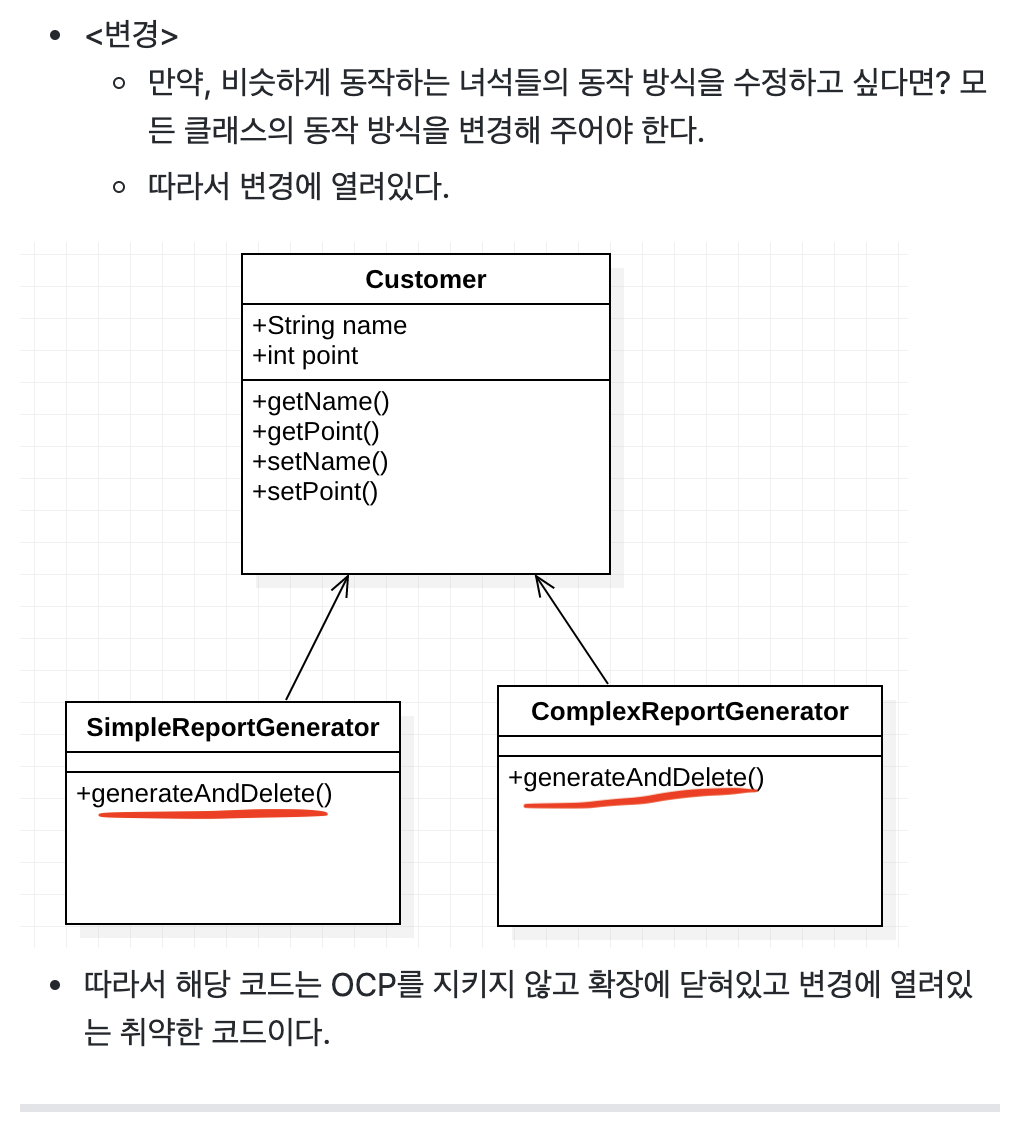 <변경>
만약, 비슷하게 동작하는 녀석들의 동작 방식을 수정하고 싶다면? 모
든 클래스의 동작 방식을 변경해 주어야 한다.
따라서 변경에 열려있다.
Customer
+String name
+int point
+getName()
+getPoint()
+setName()
+setPoint()
SimpleReportGenerator
+generateAndDelete()
ComplexReportGenerator
+generateAndDelete()
따라서 해당 코드는 OCP를 지키지 않고 확장에 닫혀있고 변경에 열려있
는 취약한 코드이다.